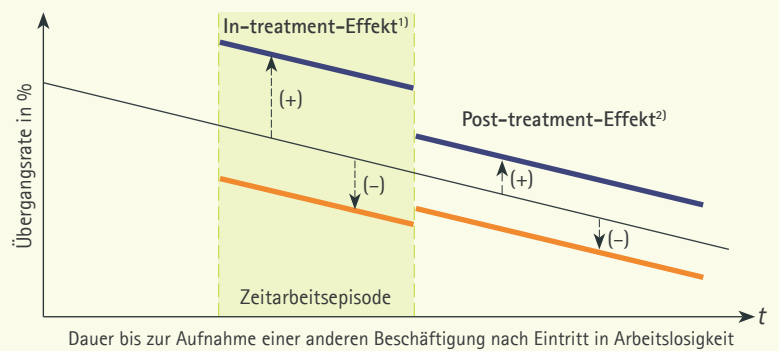 In-treatment-Effekt¹⁾
(+)
Post-treatment-Effekt²⁾
(+)
(–)
(–)
Übergangsrate in %
Zeitarbeitsepisode
t
Dauer bis zur Aufnahme einer anderen Beschäftigung nach Eintritt in Arbeitslosigkeit